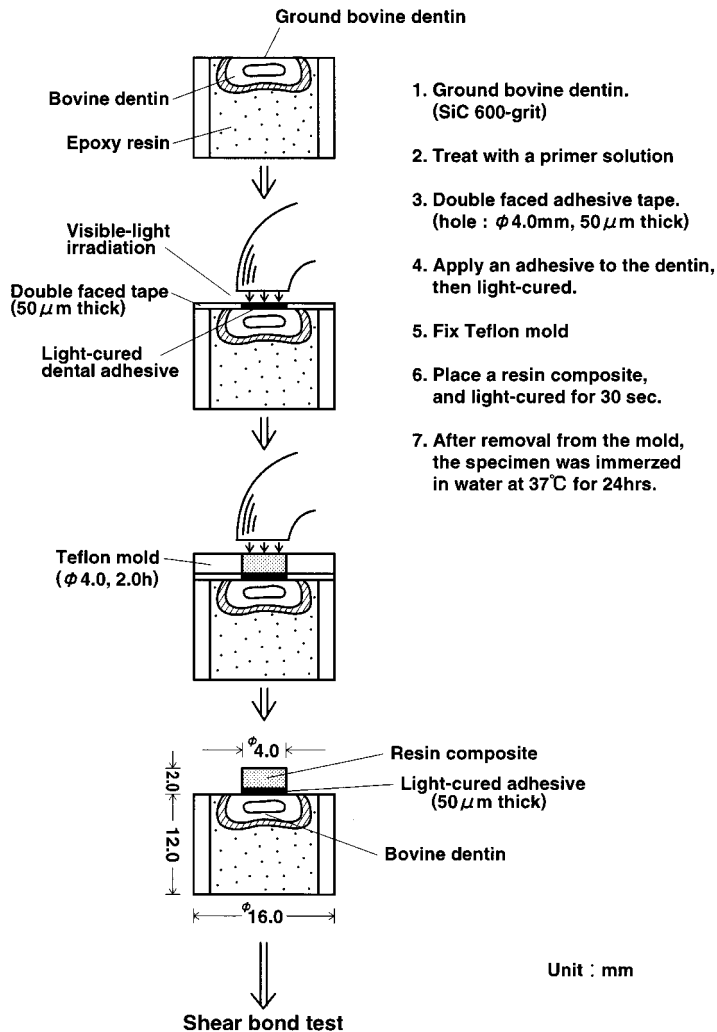 Ground bovine dentin
Bovine dentin
Epoxy resin
Visible-light
irradiation
Double faced tape
(50μm thick)
Light-cured
dental adhesive
Teflon mold
(φ4.0, 2.0h)
φ4.0
2.0
12.0
φ16.0
Resin composite
Light-cured adhesive
(50μm thick)
Bovine dentin
Shear bond test
1. Ground bovine dentin.
(SiC 600-grit)
2. Treat with a primer solution
3. Double faced adhesive tape.
(hole : φ4.0mm, 50μm thick)
4. Apply an adhesive to the dentin,
then light-cured.
5. Fix Teflon mold
6. Place a resin composite,
and light-cured for 30 sec.
7. After removal from the mold,
the specimen was immerzed
in water at 37℃ for 24hrs.
Unit : mm